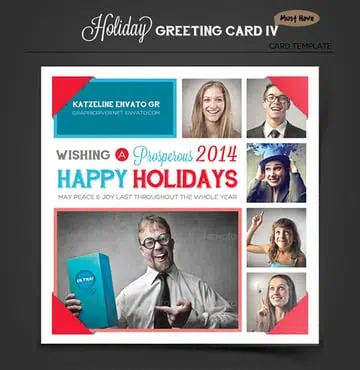 Holiday GREETING CARD IV
Must Have
CARD TEMPLATE
KATZELINE ENVATO GR
GRAPHICRIVER.NET ENVATO.COM
WISHING A Prosperous 2014
HAPPY HOLIDAYS
MAY PEACE & JOY LAST THROUGHOUT THE WHOLE YEAR
ULTRA!